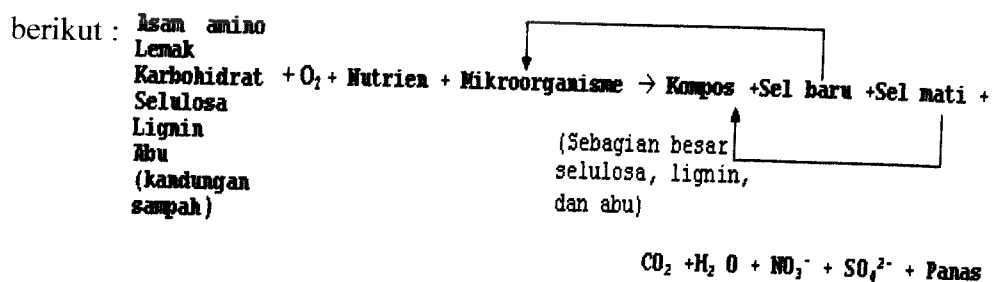 berikut : Asam amino
Lemak
Karbohidrat + O₂ + Nutrien + Mikroorganisme → Kompos +Sel baru +Sel mati +
Selulosa
Lignin
Abu
(kandungan
sampah)
(Sebagian besar
selulosa, lignin,
dan abu)
CO₂ +H₂ O + NO₃⁻ + SO₄²⁻ + Panas